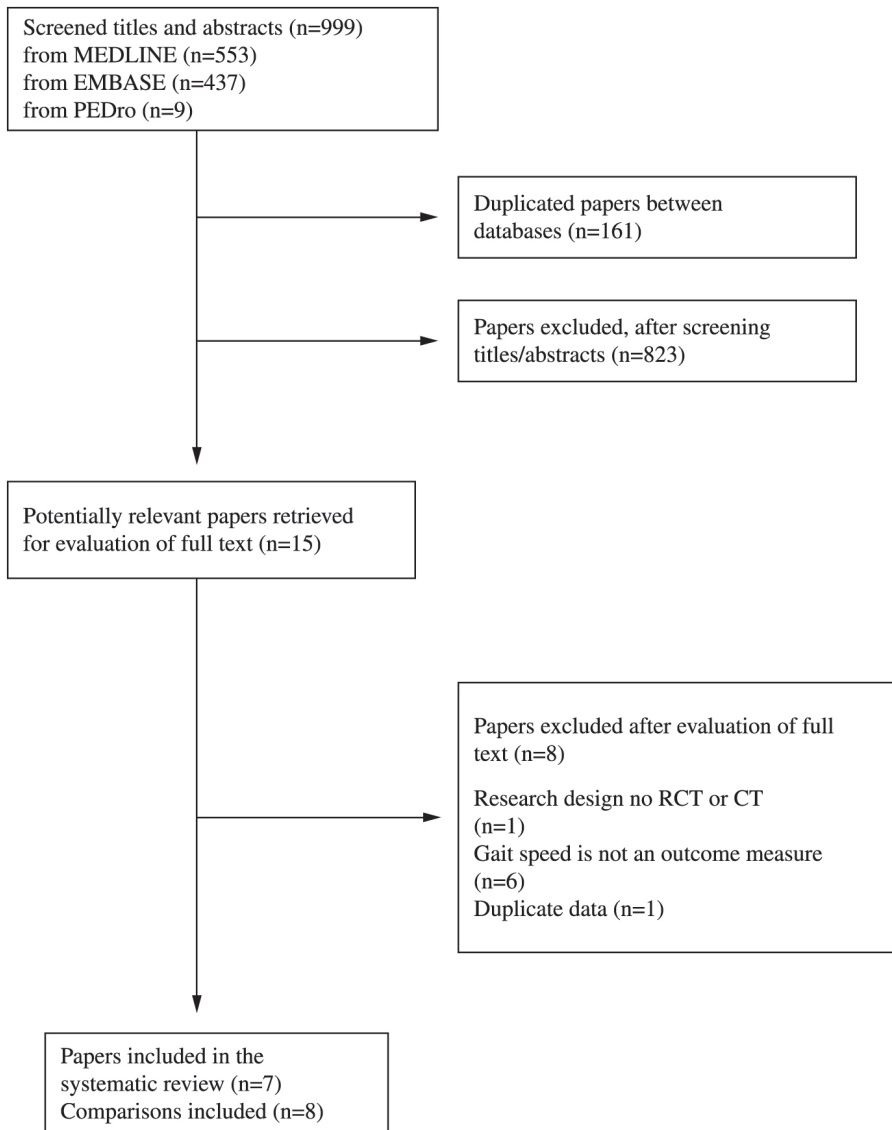 Screened titles and abstracts (n=999)
from MEDLINE (n=553)
from EMBASE (n=437)
from PEDro (n=9)
Duplicated papers between
databases (n=161)
Papers excluded, after screening
titles/abstracts (n=823)
Potentially relevant papers retrieved
for evaluation of full text (n=15)
Papers excluded after evaluation of full
text (n=8)
Research design no RCT or CT
(n=1)
Gait speed is not an outcome measure
(n=6)
Duplicate data (n=1)
Papers included in the
systematic review (n=7)
Comparisons included (n=8)